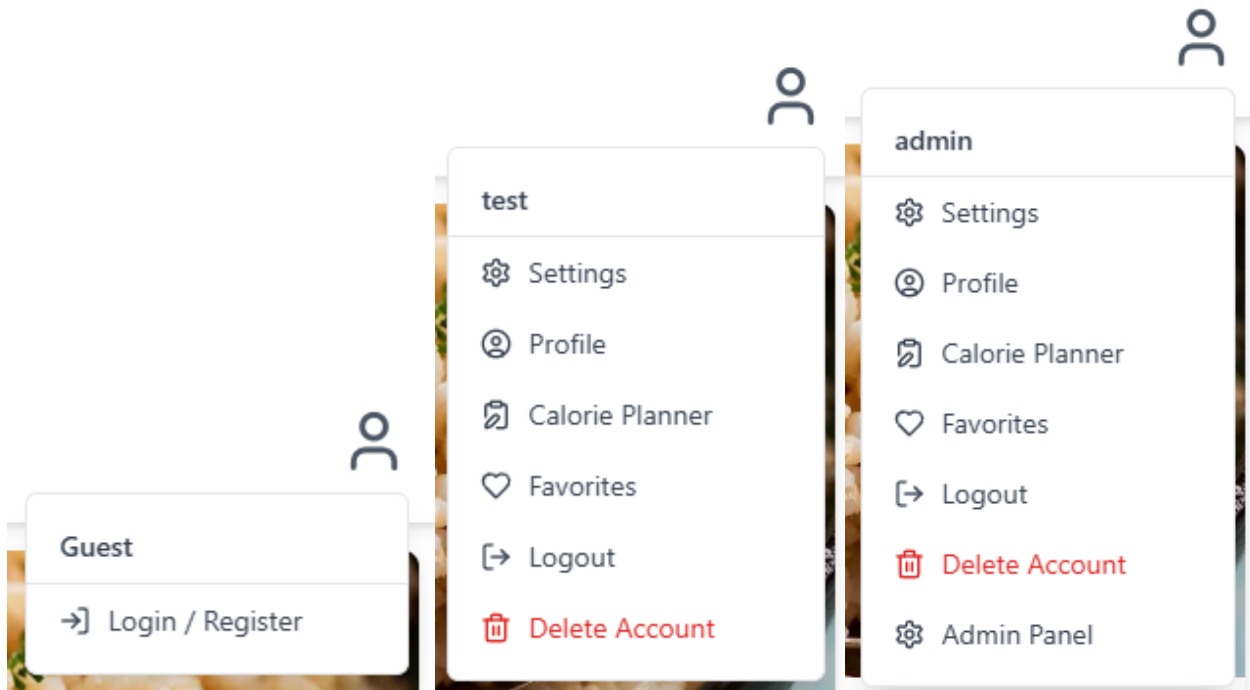 Guest
Login / Register
test
Settings
Profile
Calorie Planner
Favorites
Logout
Delete Account
admin
Settings
Profile
Calorie Planner
Favorites
Logout
Delete Account
Admin Panel